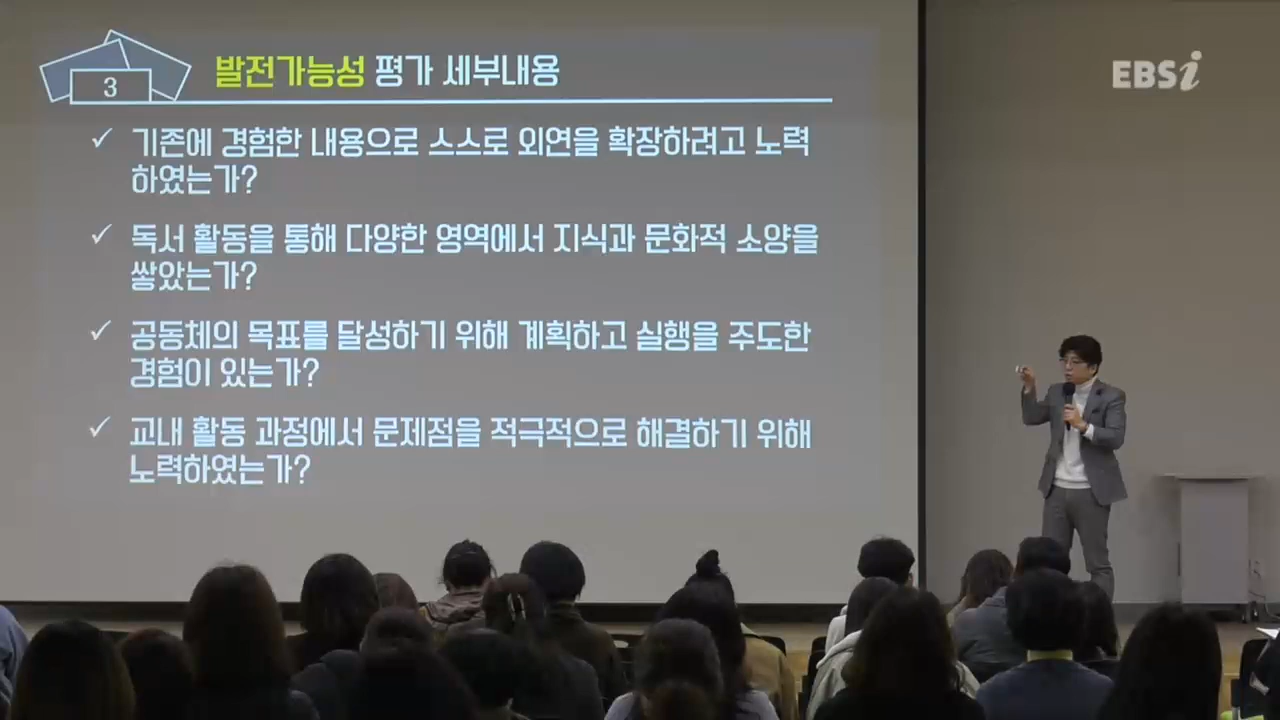 3
발전가능성 평가 세부내용
EBSi
기존에 경험한 내용으로 스스로 외연을 확장하려고 노력
하였는가?
독서 활동을 통해 다양한 영역에서 지식과 문화적 소양을
쌓았는가?
공동체의 목표를 달성하기 위해 계획하고 실행을 주도한
경험이 있는가?
교내 활동 과정에서 문제점을 적극적으로 해결하기 위해
노력하였는가?